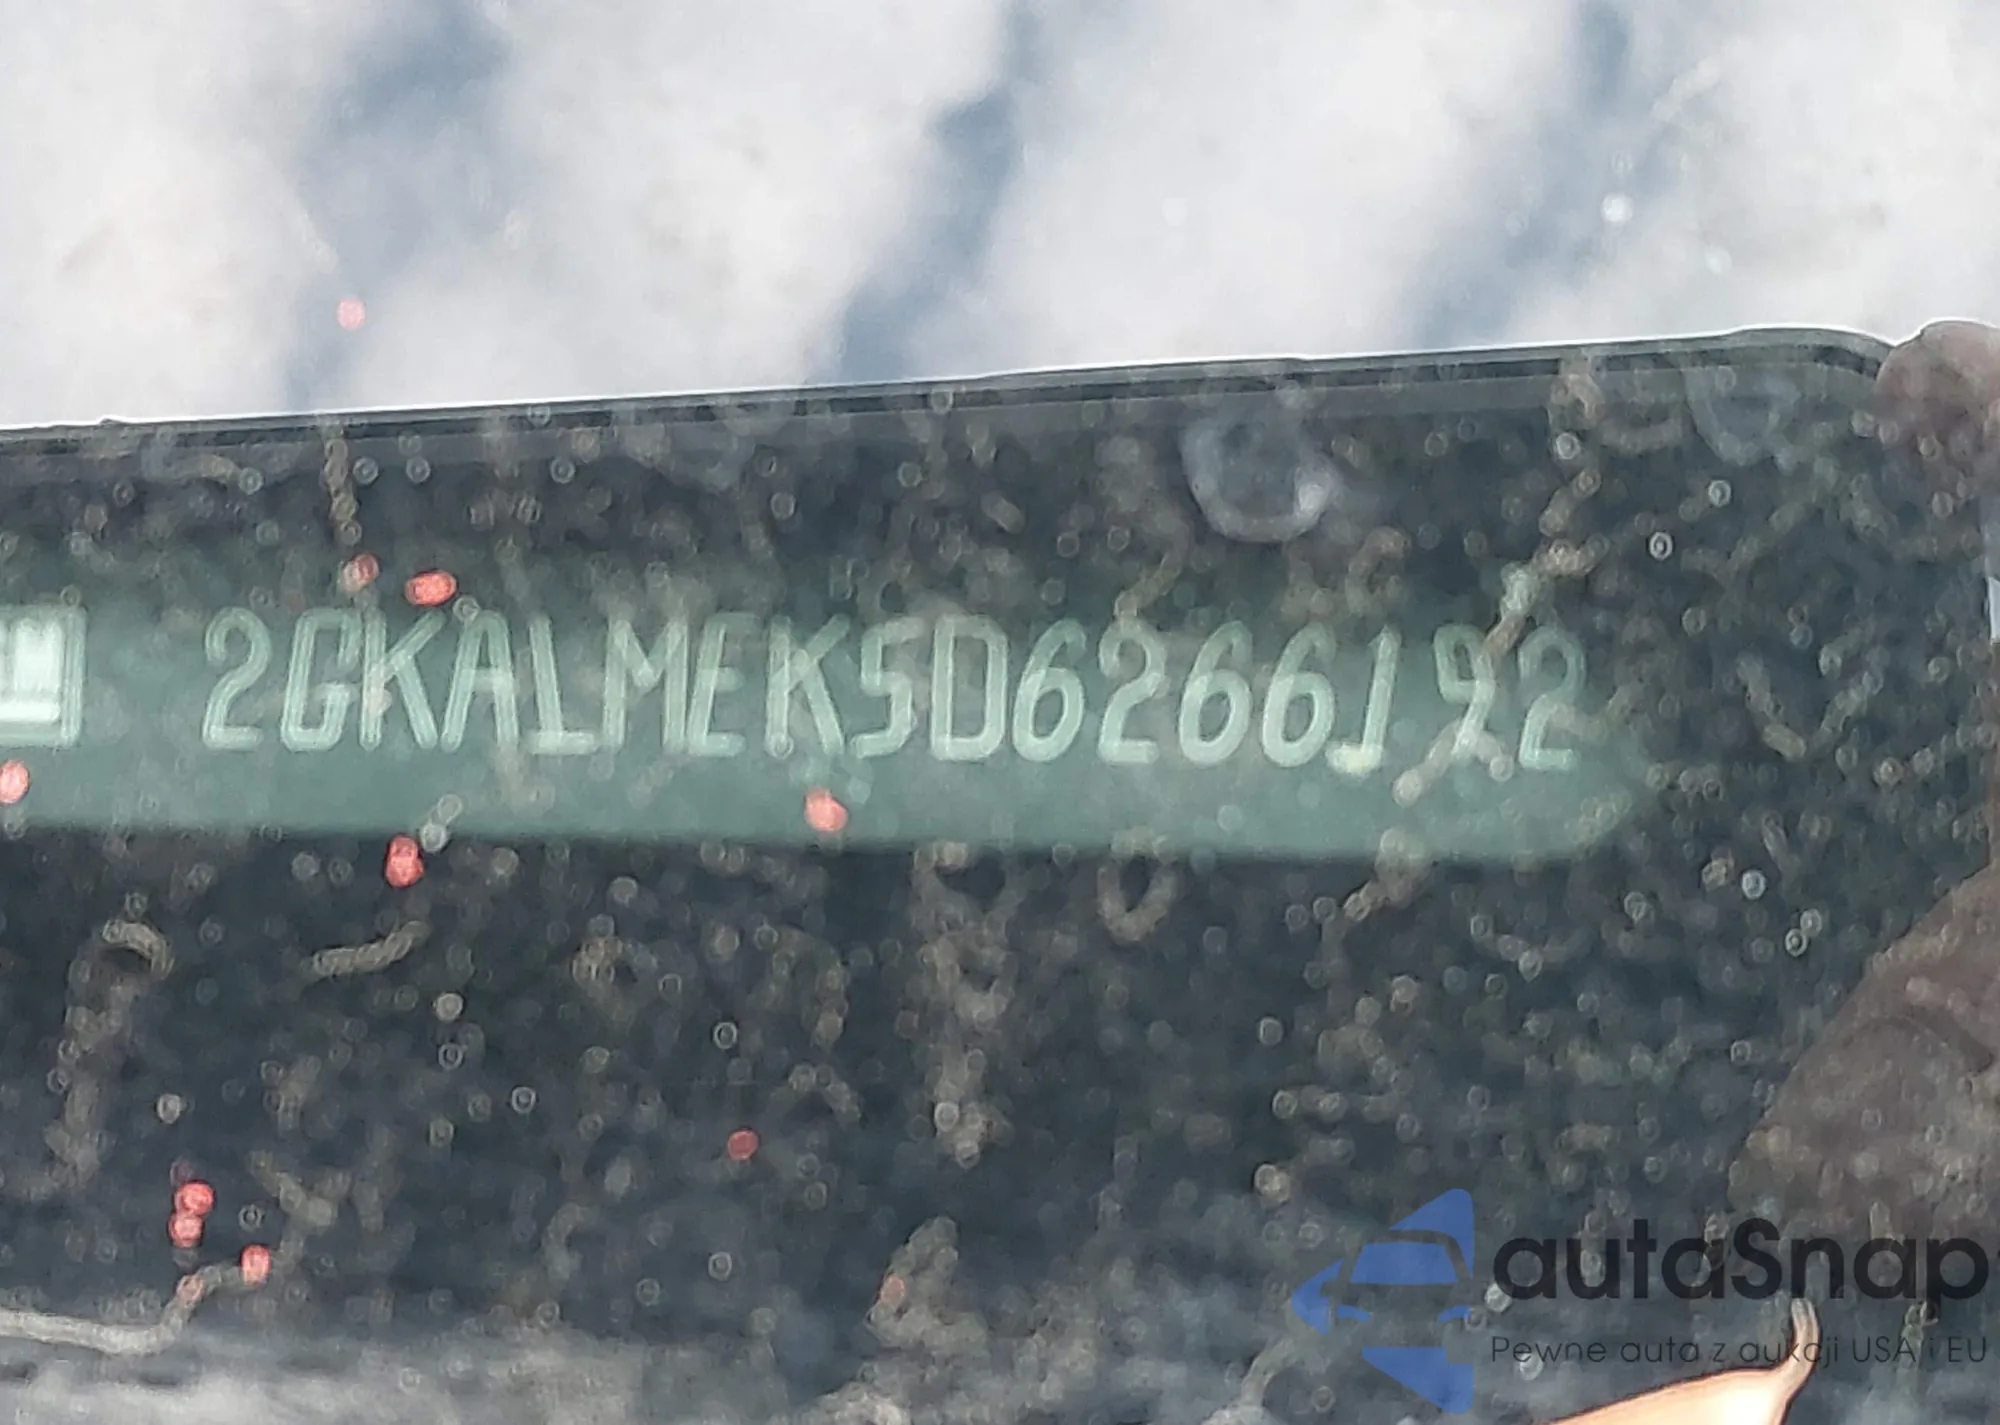 2GKALMEK5D6266192
autaSnap
Pewne auta z aukcji USA i EU